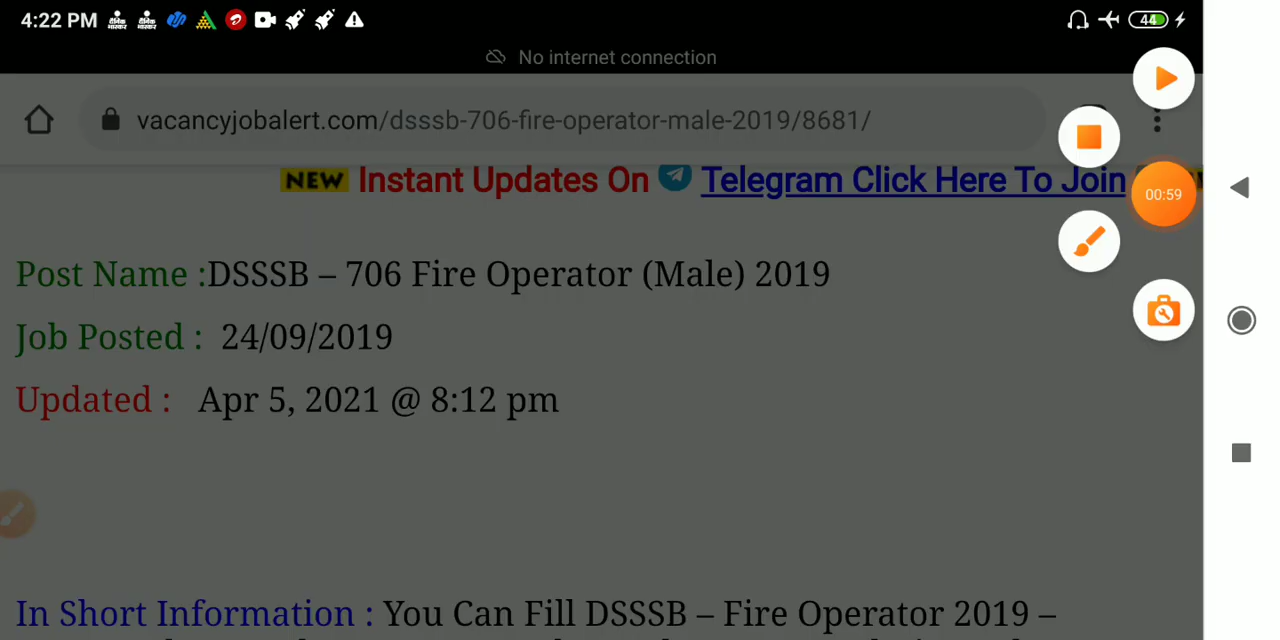 4:22 PM
44
No internet connection
vacancyjobalert.com/dsssb-706-fire-operator-male-2019/8681/
NEW Instant Updates On Telegram Click Here To Join
00:59
Post Name :DSSSB – 706 Fire Operator (Male) 2019
Job Posted : 24/09/2019
Updated : Apr 5, 2021 @ 8:12 pm
In Short Information : You Can Fill DSSSB – Fire Operator 2019 –